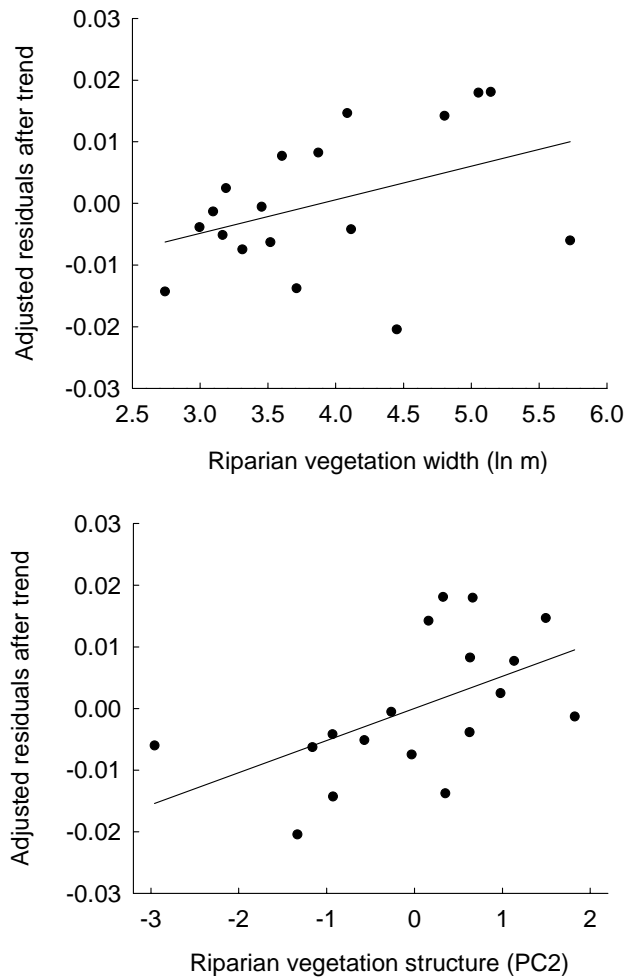 0.03
0.02
0.01
0.00
-0.01
-0.02
-0.03
Adjusted residuals after trend
2.5 3.0 3.5 4.0 4.5 5.0 5.5 6.0
Riparian vegetation width (ln m)
0.03
0.02
0.01
0.00
-0.01
-0.02
-0.03
Adjusted residuals after trend
-3 -2 -1 0 1 2
Riparian vegetation structure (PC2)